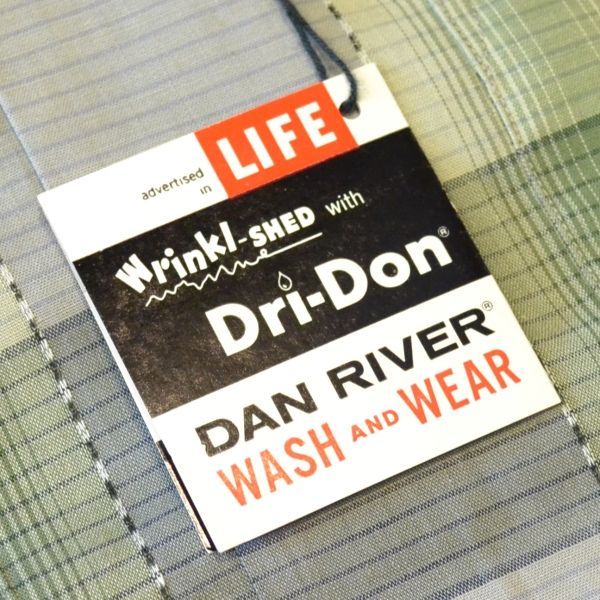 advertised
in LIFE
Wrinkl-SHED with
Dri-Don®
DAN RIVER®
WASH AND WEAR